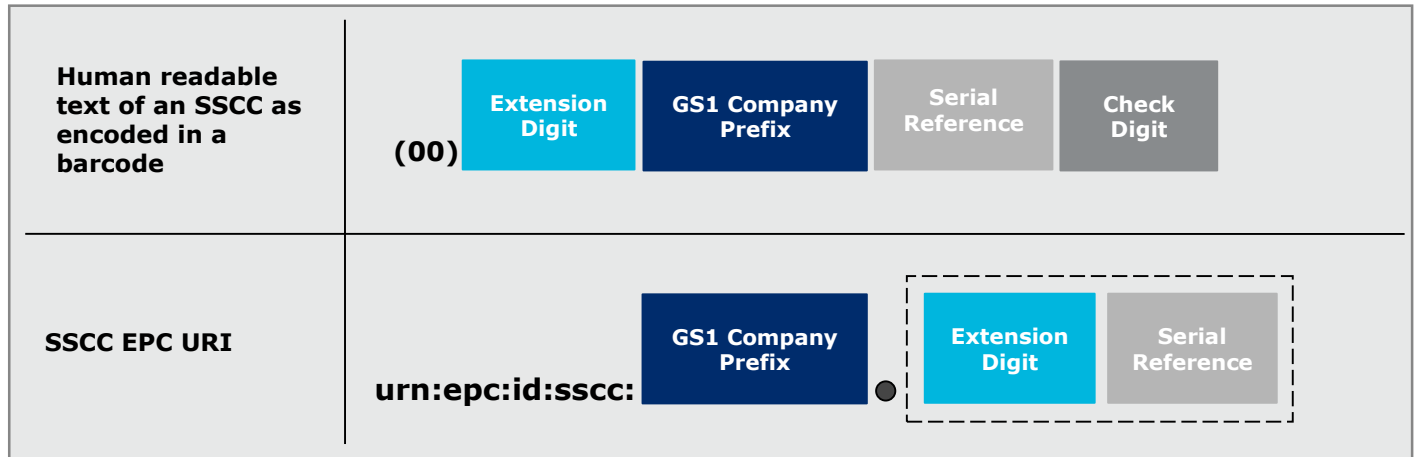 Human readable
text of an SSCC as
encoded in a
barcode
(00)
Extension
Digit
GS1 Company
Prefix
Serial
Reference
Check
Digit
SSCC EPC URI
urn:epc:id:sscc:
GS1 Company
Prefix
Extension
Digit
Serial
Reference